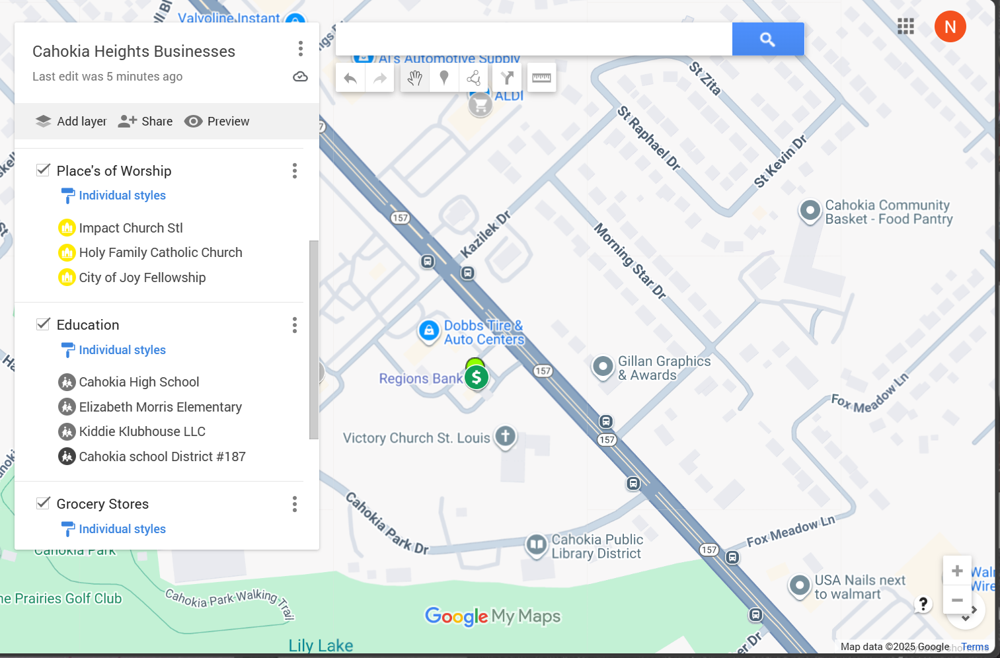 Valvoline Instant
Cahokia Heights Businesses
Last edit was 5 minutes ago
Add layer
Share
Preview
Place's of Worship
Individual styles
Impact Church Stl
Holy Family Catholic Church
City of Joy Fellowship
Education
Individual styles
Cahokia High School
Elizabeth Morris Elementary
Kiddie Klubhouse LLC
Cahokia school District #187
Grocery Stores
Individual styles
N
Al's Automotive Supply
ALDI
St Zita
St Raphael Dr
St Kevin Dr
Cahokia Community
Basket - Food Pantry
157
Kazilek Dr
Morning Star Dr
Dobbs Tire &
Auto Centers
Regions Bank
$
157
Gillan Graphics
& Awards
Fox Meadow Ln
Victory Church St. Louis
157
Cahokia Park Dr
Cahokia Public
Library District
157
Fox Meadow Ln
USA Nails next
to walmart
Cahokia Park
Cahokia Park Walking Trail
Prairies Golf Club
Google My Maps
Lily Lake
?
Map data ©2025 Google
Terms